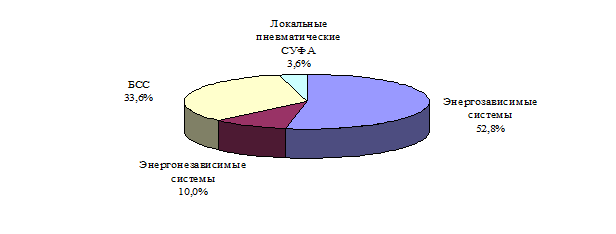 Локальные
пневматические
СУФА
3,6%
БСС
33,6%
Энергозависимые
системы
52,8%
Энергонезависимые
системы
10,0%